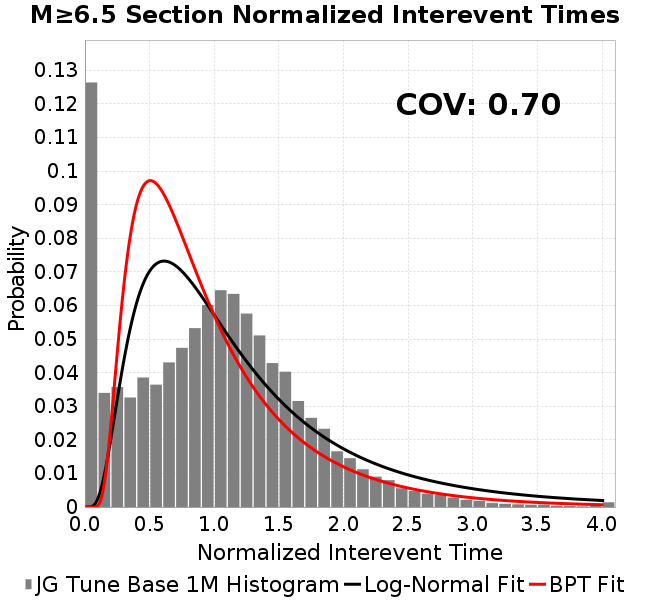 M≥6.5 Section Normalized Interevent Times
COV: 0.70
Probability
0.13
0.12
0.11
0.1
0.09
0.08
0.07
0.06
0.05
0.04
0.03
0.02
0.01
0
0.0 0.5 1.0 1.5 2.0 2.5 3.0 3.5 4.0
Normalized Interevent Time
JG Tune Base 1M Histogram Log-Normal Fit BPT Fit